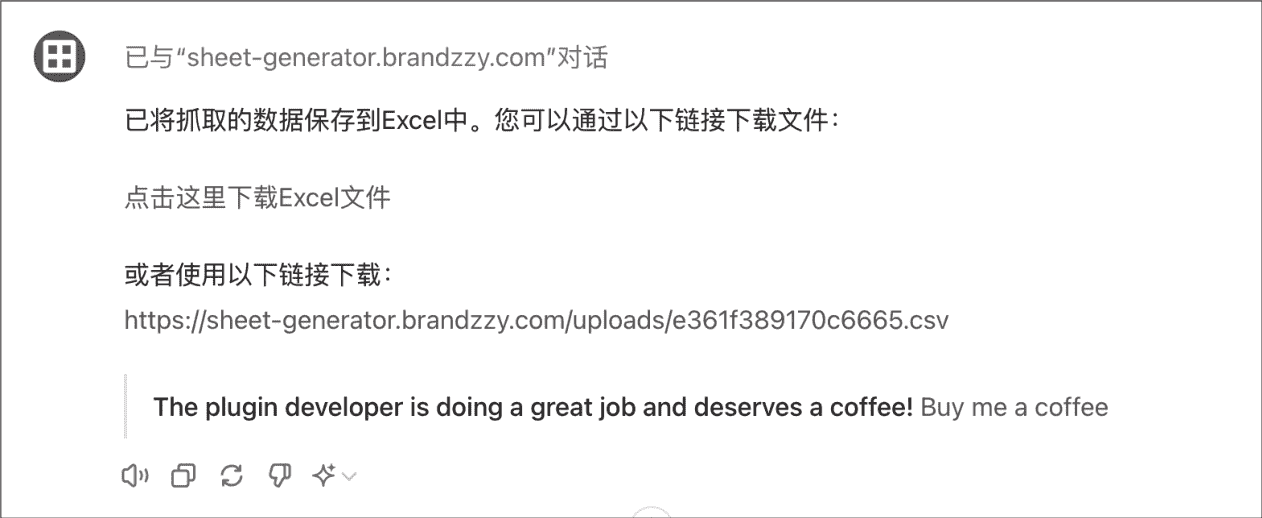 已与“sheet-generator.brandzzy.com”对话
已将抓取的数据保存到Excel中。您可以通过以下链接下载文件：
点击这里下载Excel文件
或者使用以下链接下载：
https://sheet-generator.brandzzy.com/uploads/e361f389170c6665.csv
The plugin developer is doing a great job and deserves a coffee! Buy me a coffee